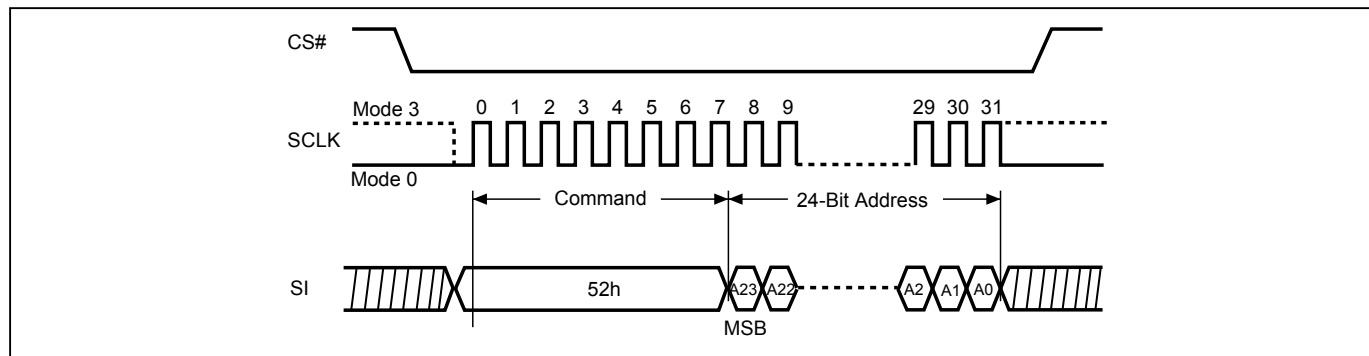 CS#
Mode 3
0 1 2 3 4 5 6 7 8 9 29 30 31
SCLK
Mode 0
Command 24-Bit Address
SI 52h A23 A22 A2 A1 A0
MSB